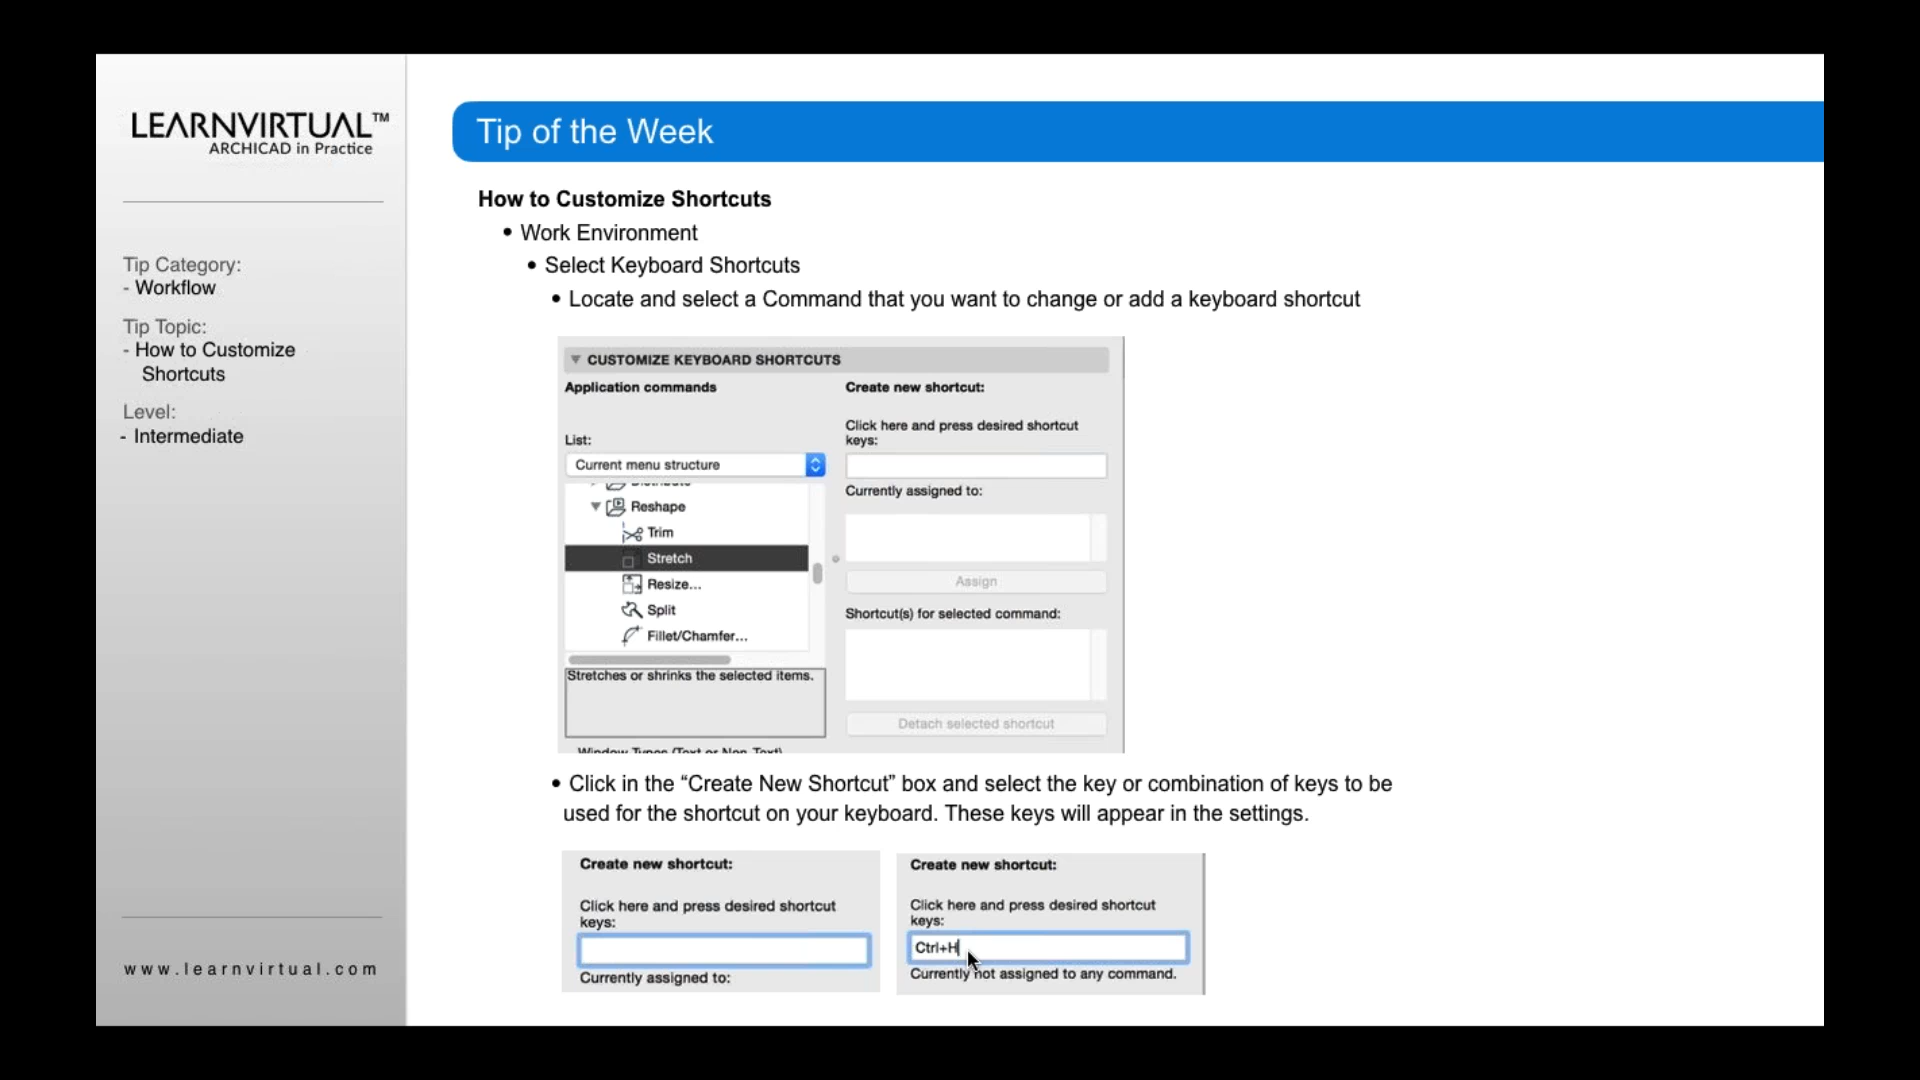 LEARNVIRTUAL™
ARCHICAD in Practice
Tip Category:
- Workflow
Tip Topic:
- How to Customize
Shortcuts
Level:
- Intermediate
www.learnvirtual.com
Tip of the Week
How to Customize Shortcuts
• Work Environment
• Select Keyboard Shortcuts
• Locate and select a Command that you want to change or add a keyboard shortcut
CUSTOMIZE KEYBOARD SHORTCUTS
Application commands
List:
Current menu structure
Distribute
Reshape
Trim
Stretch
Resize...
Split
Fillet/Chamfer...
Stretches or shrinks the selected items.
Window Types (Text or Non-Text)
Create new shortcut:
Click here and press desired shortcut
keys:
Currently assigned to:
Assign
Shortcut(s) for selected command:
Detach selected shortcut
• Click in the “Create New Shortcut” box and select the key or combination of keys to be
used for the shortcut on your keyboard. These keys will appear in the settings.
Create new shortcut:
Click here and press desired shortcut
keys:
Currently assigned to:
Create new shortcut:
Click here and press desired shortcut
keys:
Ctrl+H
Currently not assigned to any command.